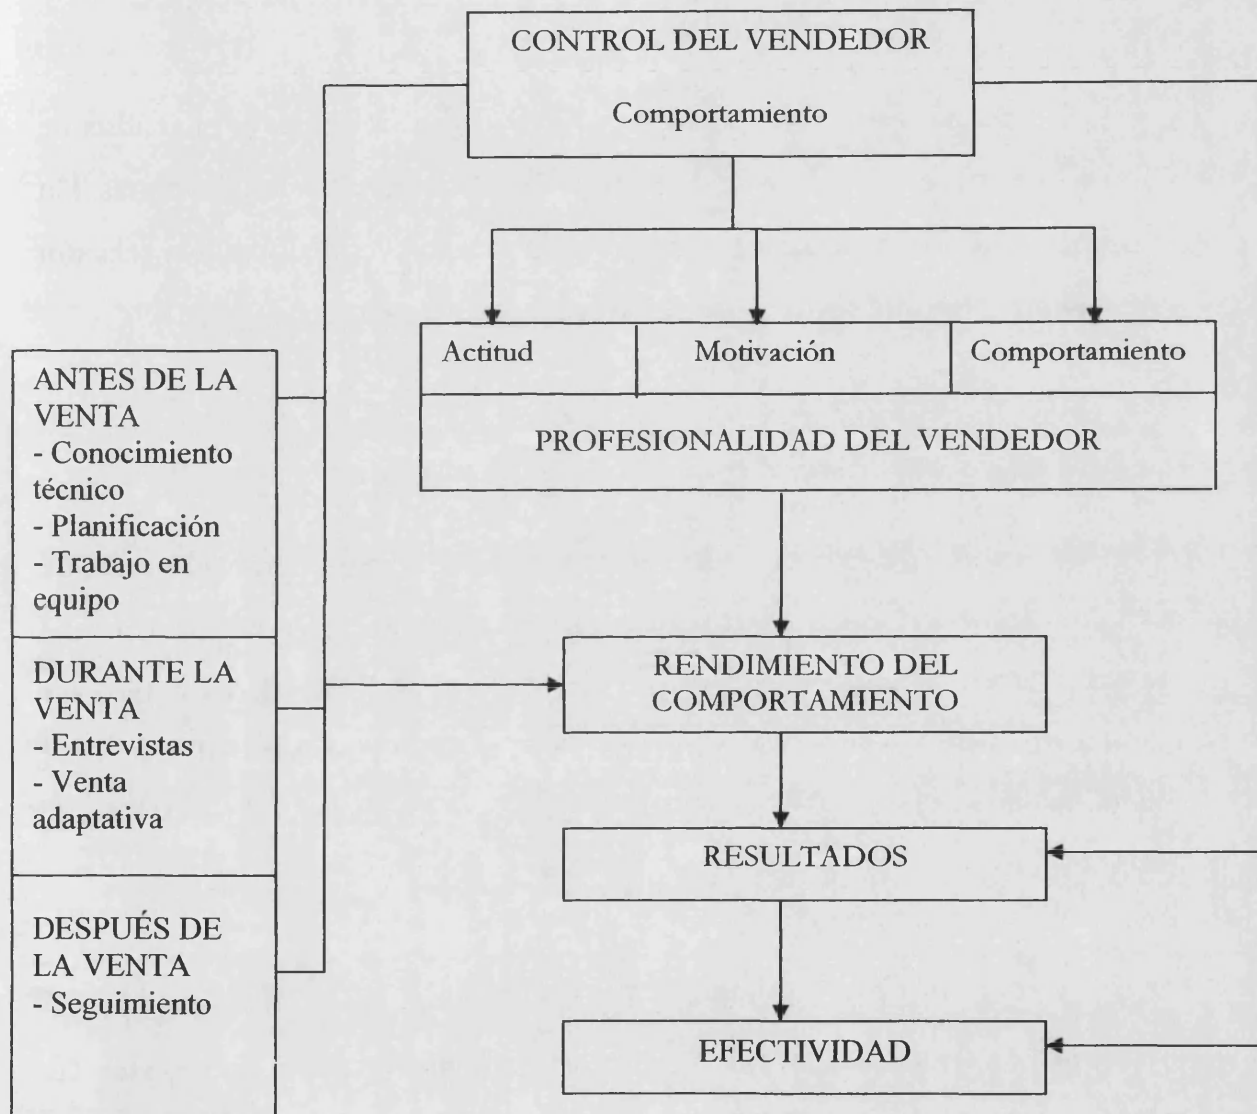 CONTROL DEL VENDEDOR
Comportamiento
Actitud
Motivación
Comportamiento
PROFESIONALIDAD DEL VENDEDOR
ANTES DE LA
VENTA
- Conocimiento
técnico
- Planificación
- Trabajo en
equipo
DURANTE LA
VENTA
- Entrevistas
- Venta
adaptativa
DESPUÉS DE
LA VENTA
- Seguimiento
RENDIMIENTO DEL
COMPORTAMIENTO
RESULTADOS
EFECTIVIDAD